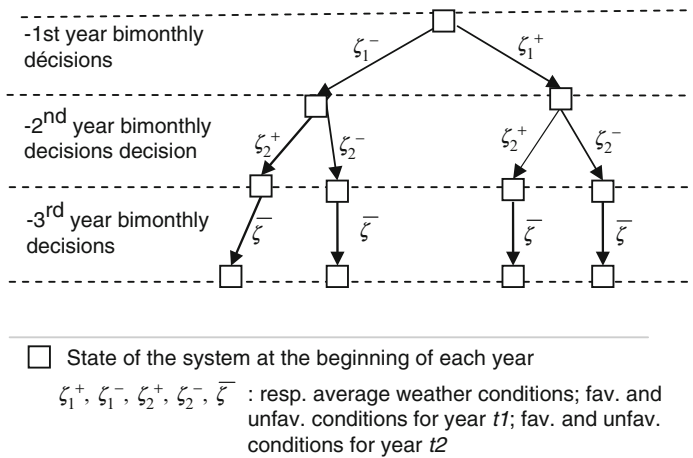 -1st year bimonthly
décisions
ζ₁⁻ ζ₁⁺
-2nd year bimonthly
decisions decision
ζ₂⁺ ζ₂⁻ ζ₂⁺ ζ₂⁻
-3rd year bimonthly
decisions
ζ̅ ζ̅ ζ̅ ζ̅
State of the system at the beginning of each year
ζ₁⁺, ζ₁⁻, ζ₂⁺, ζ₂⁻, ζ̅ : resp. average weather conditions; fav. and
unfav. conditions for year t1; fav. and unfav.
conditions for year t2